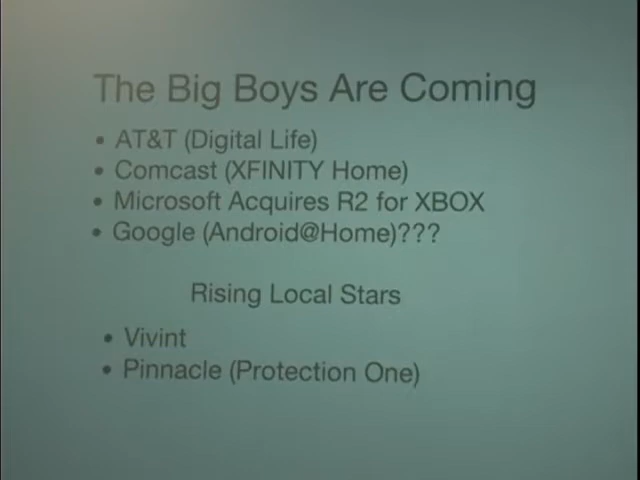 The Big Boys Are Coming
• AT&T (Digital Life)
• Comcast (XFINITY Home)
• Microsoft Acquires R2 for XBOX
• Google (Android@Home)???
Rising Local Stars
• Vivint
• Pinnacle (Protection One)